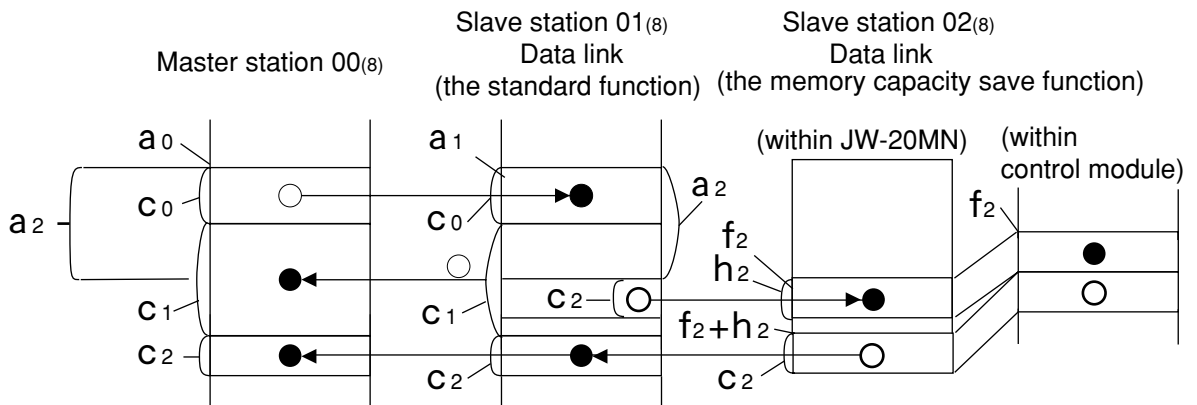 Slave station 01(8)
Data link
(the standard function)
Slave station 02(8)
Data link
(the memory capacity save function)
Master station 00(8)
(within JW-20MN)
(within
control module)
a0
a1
a2
c0
c0
a2
f2
f2
h2
c2
c1
c1
f2+h2
c2
c2
c2